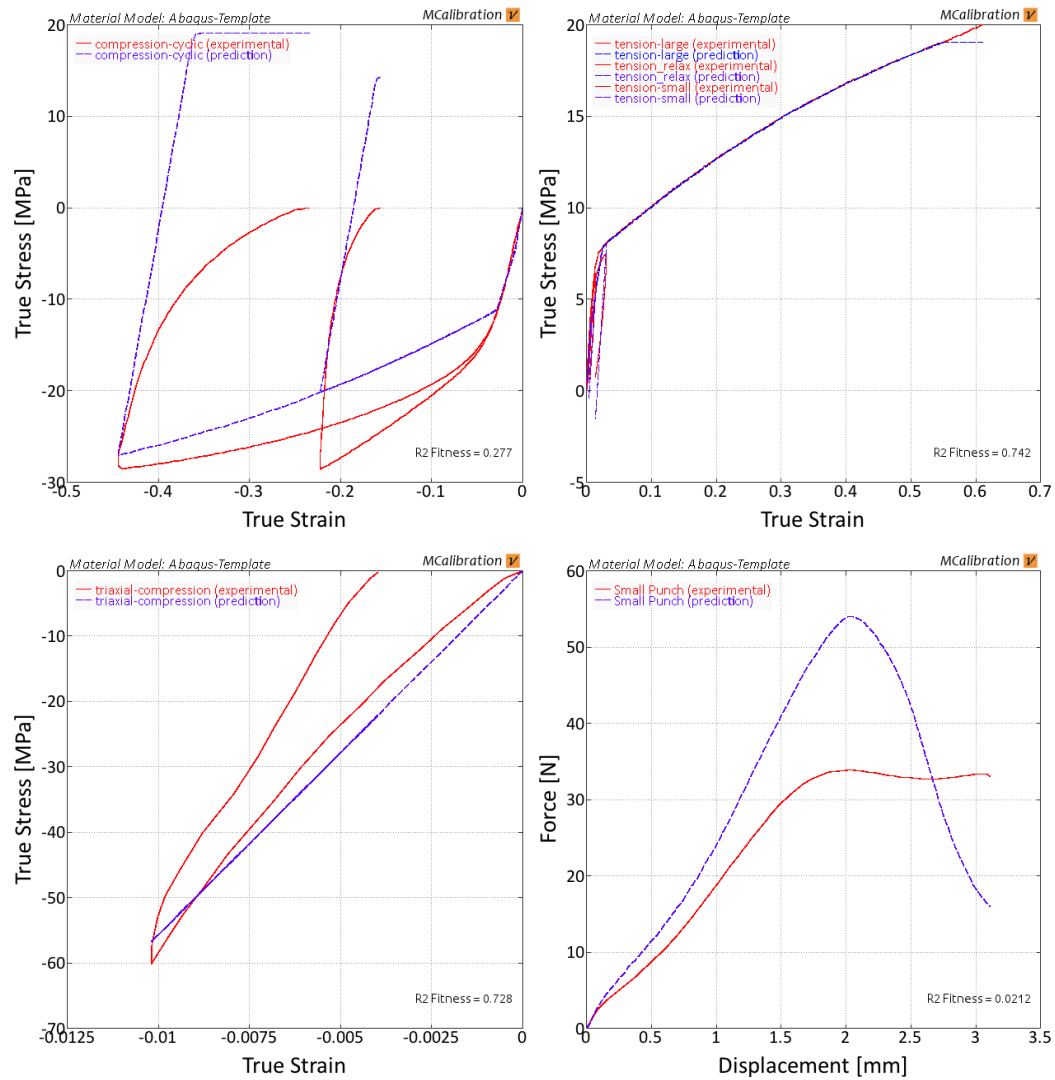 Material Model: Abaqus-Template
MCalibration ν
compression-cyclic (experimental)
compression-cyclic (prediction)
20
10
0
-10
-20
-30
True Stress [MPa]
R2 Fitness = 0.277
-0.5
-0.4
-0.3
-0.2
-0.1
0
True Strain
Material Model: Abaqus-Template
MCalibration ν
tension-large (experimental)
tension-large (prediction)
tension_relax (experimental)
tension_relax (prediction)
tension-small (experimental)
tension-small (prediction)
20
15
10
5
0
-5
True Stress [MPa]
R2 Fitness = 0.742
0
0.1
0.2
0.3
0.4
0.5
0.6
0.7
True Strain
Material Model: Abaqus-Template
MCalibration ν
triaxial-compression (experimental)
triaxial-compression (prediction)
0
-10
-20
-30
-40
-50
-60
-70
True Stress [MPa]
R2 Fitness = 0.728
-0.0125
-0.01
-0.0075
-0.005
-0.0025
0
True Strain
Material Model: Abaqus-Template
MCalibration ν
Small Punch (experimental)
Small Punch (prediction)
60
50
40
30
20
10
0
Force [N]
R2 Fitness = 0.0212
0
0.5
1
1.5
2
2.5
3
3.5
Displacement [mm]